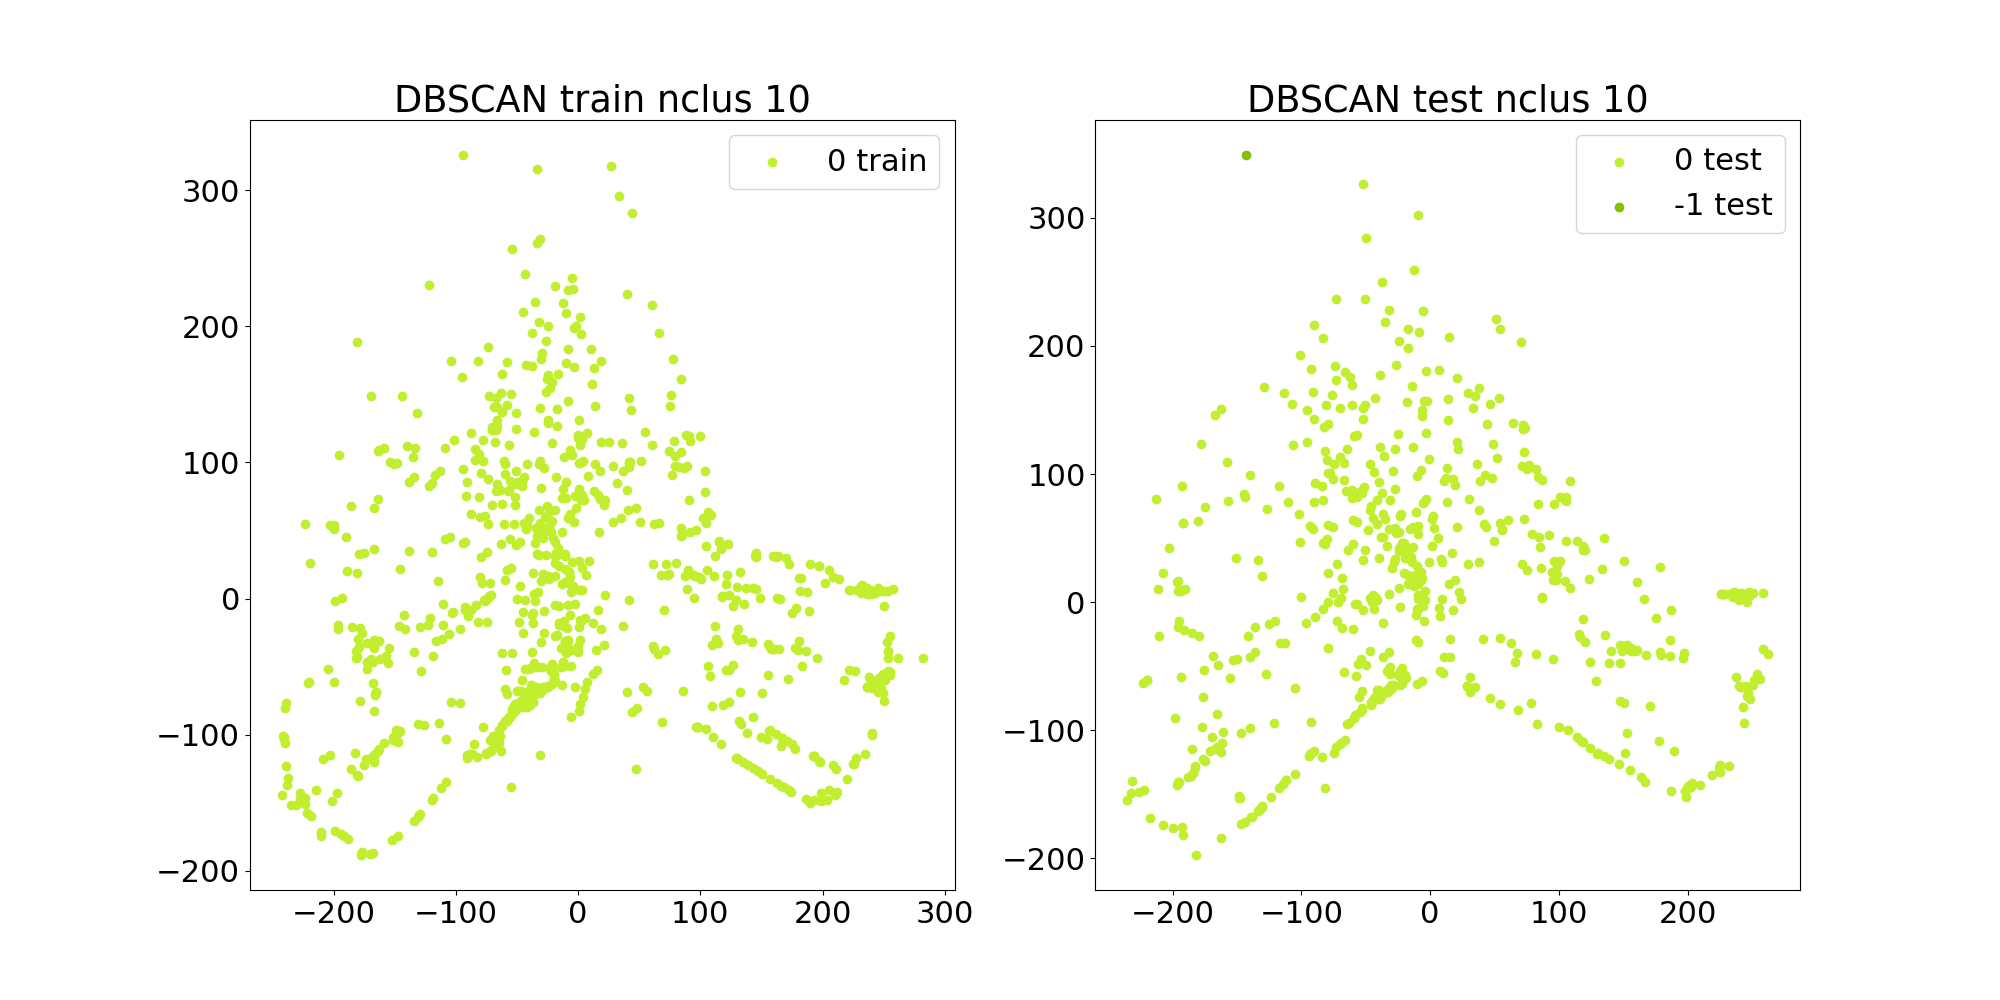 DBSCAN train nclus 10
0 train
300
200
100
0
−100
−200
−200 −100 0 100 200 300
DBSCAN test nclus 10
0 test
-1 test
300
200
100
0
−100
−200
−200 −100 0 100 200